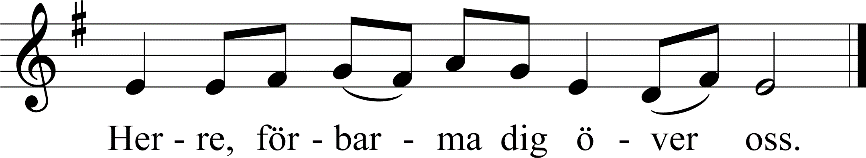 Her - re, för - bar - ma dig ö - ver oss.